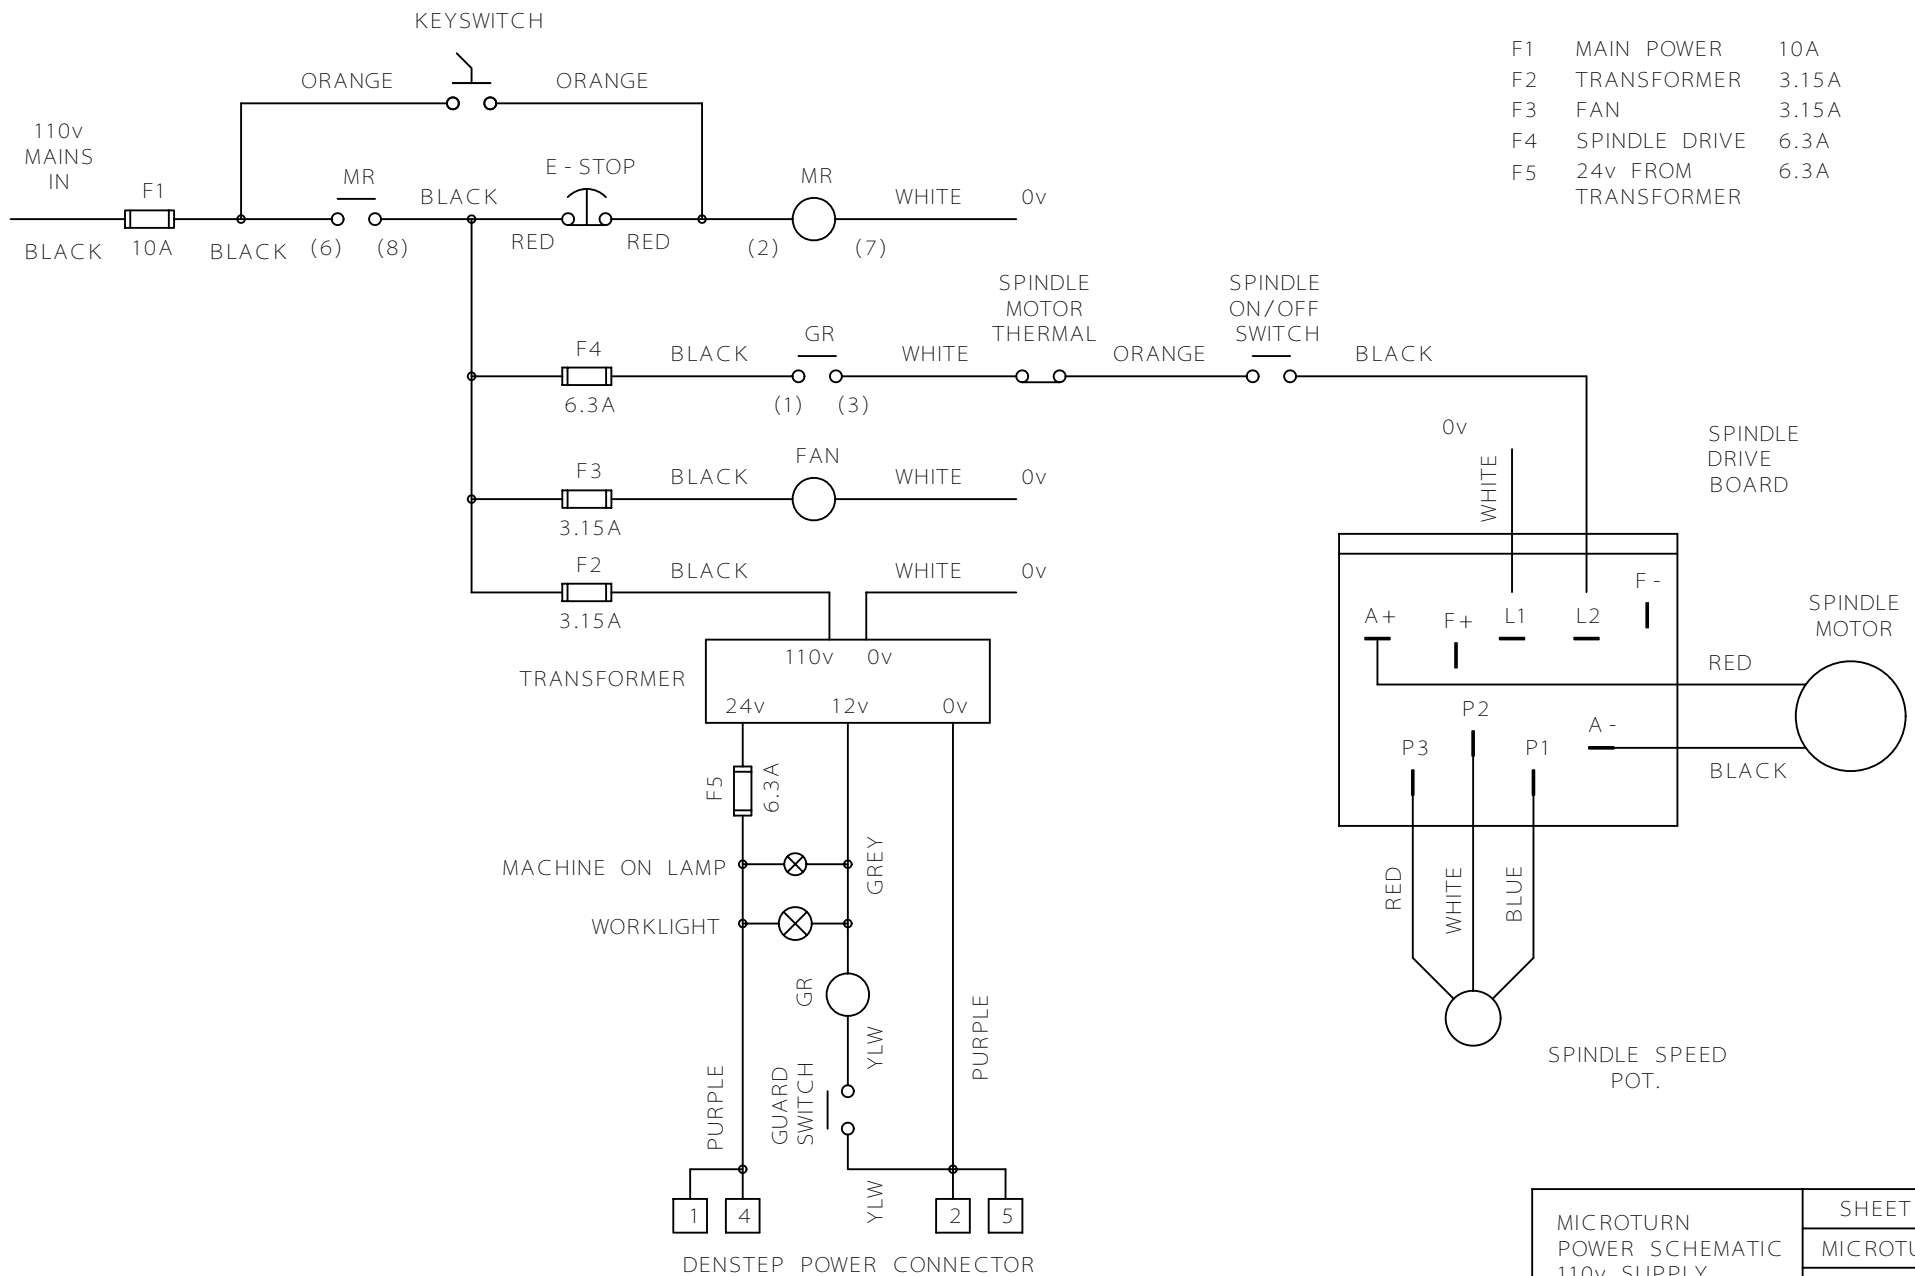 KEYSWITCH
ORANGE
ORANGE
110v
MAINS
IN
F1
10A
BLACK
BLACK
MR
(6)
(8)
BLACK
E - STOP
RED
RED
MR
(2)
(7)
WHITE
0v
F1 MAIN POWER 10A
F2 TRANSFORMER 3.15A
F3 FAN 3.15A
F4 SPINDLE DRIVE 6.3A
F5 24v FROM 6.3A
TRANSFORMER
F4
6.3A
BLACK
GR
(1)
(3)
WHITE
SPINDLE
MOTOR
THERMAL
ORANGE
SPINDLE
ON/OFF
SWITCH
BLACK
F3
3.15A
BLACK
FAN
WHITE
0v
F2
3.15A
BLACK
WHITE
0v
TRANSFORMER
110v
0v
24v
12v
0v
F5
6.3A
MACHINE ON LAMP
WORKLIGHT
GREY
GR
YLW
GUARD
SWITCH
PURPLE
PURPLE
YLW
1
4
2
5
DENSTEP POWER CONNECTOR
0v
WHITE
SPINDLE
DRIVE
BOARD
A+
F+
L1
L2
F -
P3
P2
P1
A -
RED
BLACK
SPINDLE
MOTOR
RED
WHITE
BLUE
SPINDLE SPEED
POT.
MICROTURN
POWER SCHEMATIC
110v SUPPLY
SHEET
MICROTU